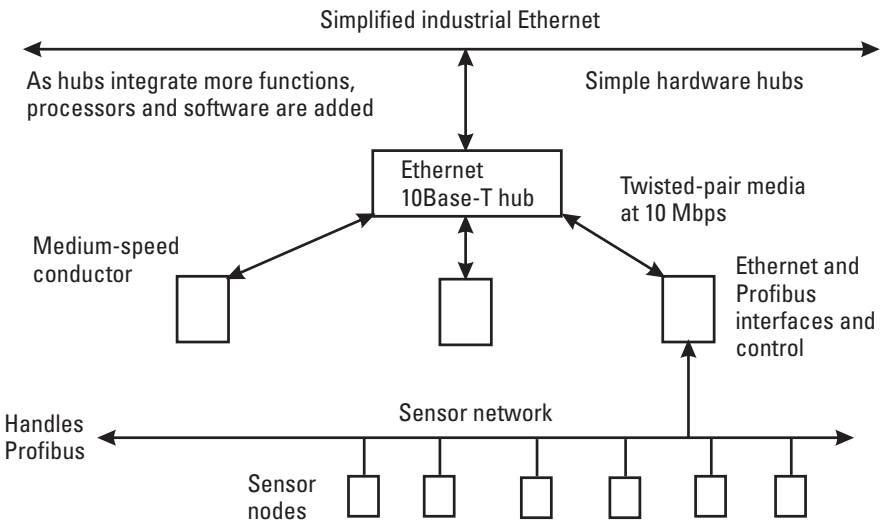 Simplified industrial Ethernet
As hubs integrate more functions,
processors and software are added
Simple hardware hubs
Ethernet
10Base-T hub
Twisted-pair media
at 10 Mbps
Medium-speed
conductor
Ethernet and
Profibus
interfaces and
control
Sensor network
Handles
Profibus
Sensor
nodes